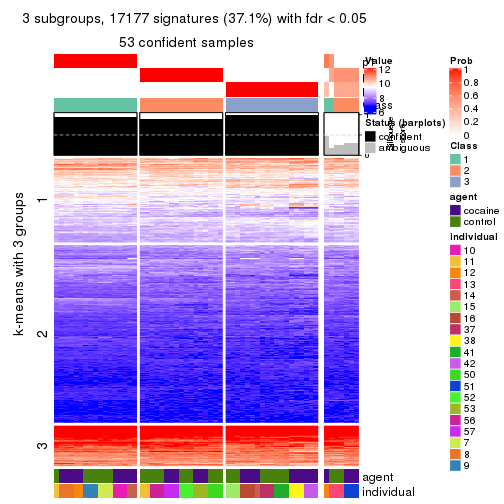 3 subgroups, 17177 signatures (37.1%) with fdr < 0.05
53 confident samples
k-means with 3 groups
1
2
3
Value
12
10
8
6
Status (barplots)
confident
ambiguous
agent
individual
Prob
1
0.8
0.6
0.4
0.2
0
Class
1
2
3
agent
cocaine
control
individual
10
11
12
13
14
15
16
37
38
41
42
50
51
52
53
56
57
7
8
9